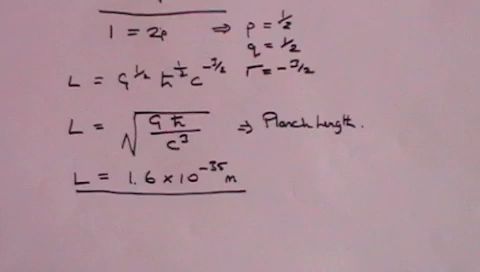 1 = 2p ⇒ p = 1/2
q = 1/2
L = G^{1/2} ħ^{1/2} c^{-3/2} r = -3/2
L = √(Għ/c³) ⇒ Planck Length.
L = 1.6 × 10^{-35} m